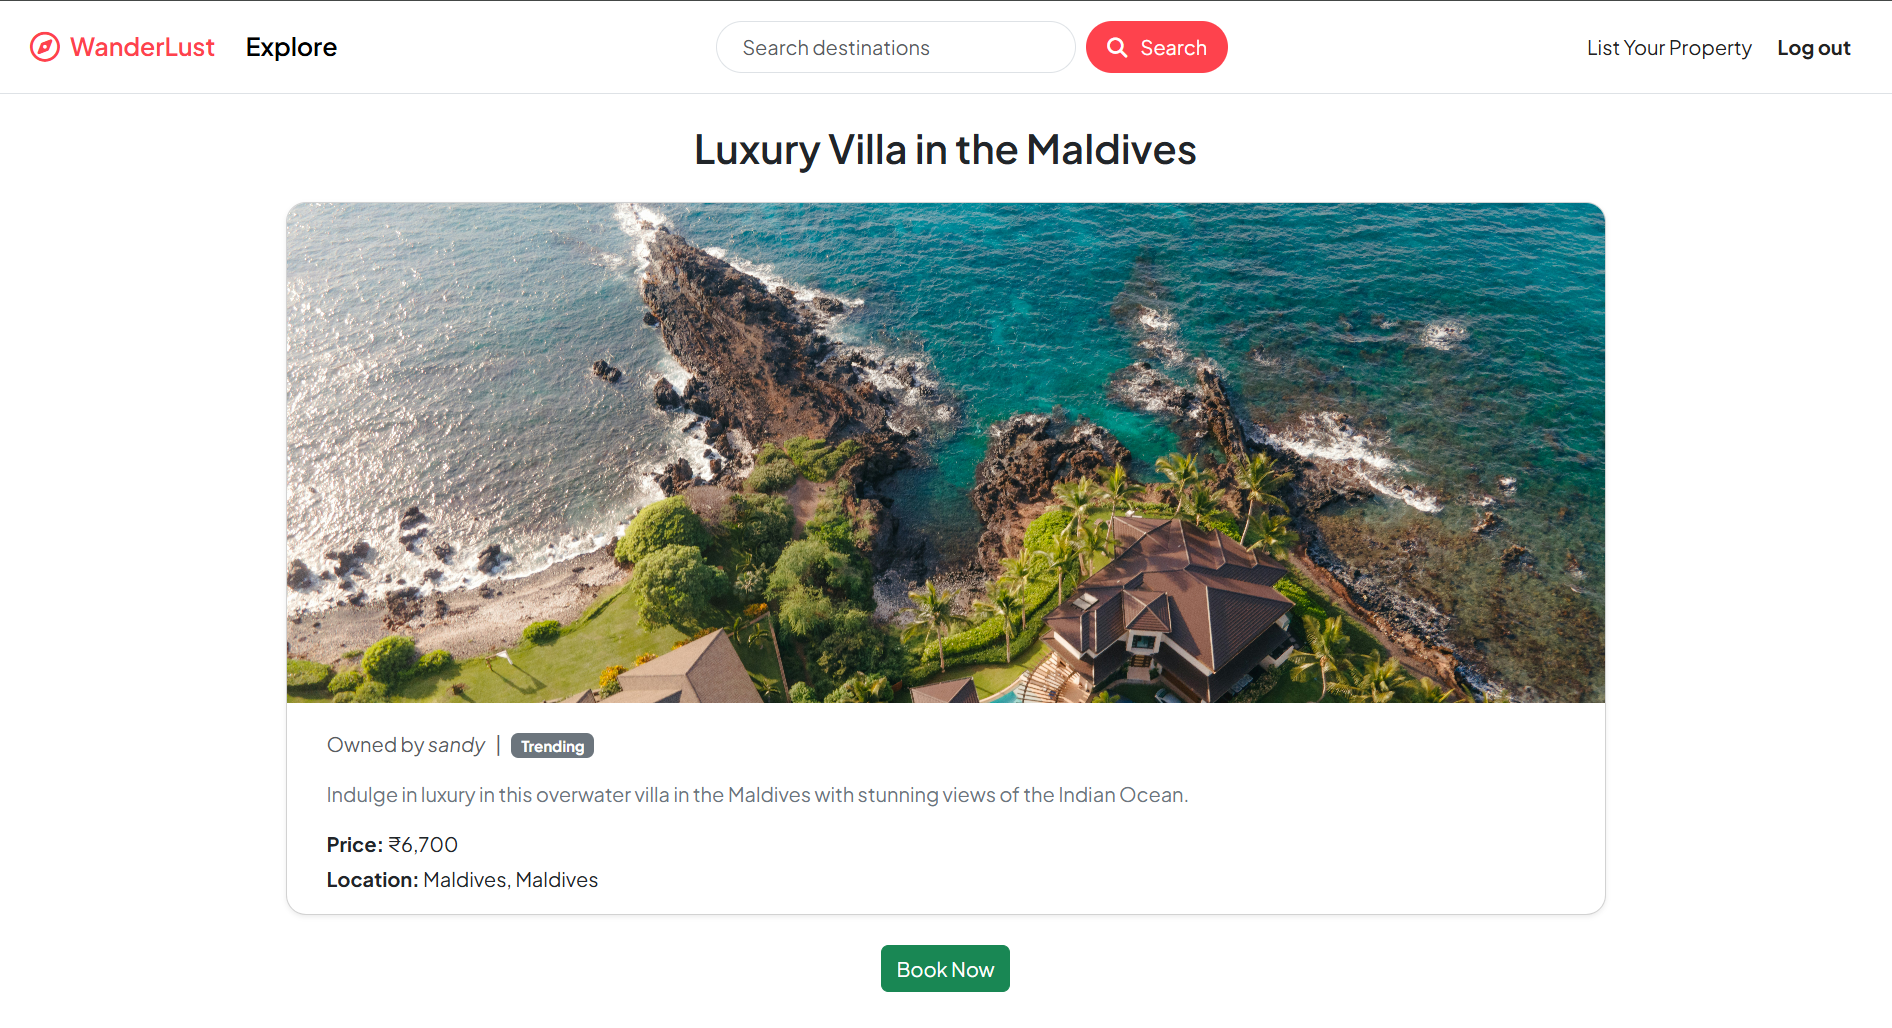 WanderLust Explore Search destinations Search List Your Property Log out
Luxury Villa in the Maldives
Owned by sandy | Trending
Indulge in luxury in this overwater villa in the Maldives with stunning views of the Indian Ocean.
Price: ₹6,700
Location: Maldives, Maldives
Book Now